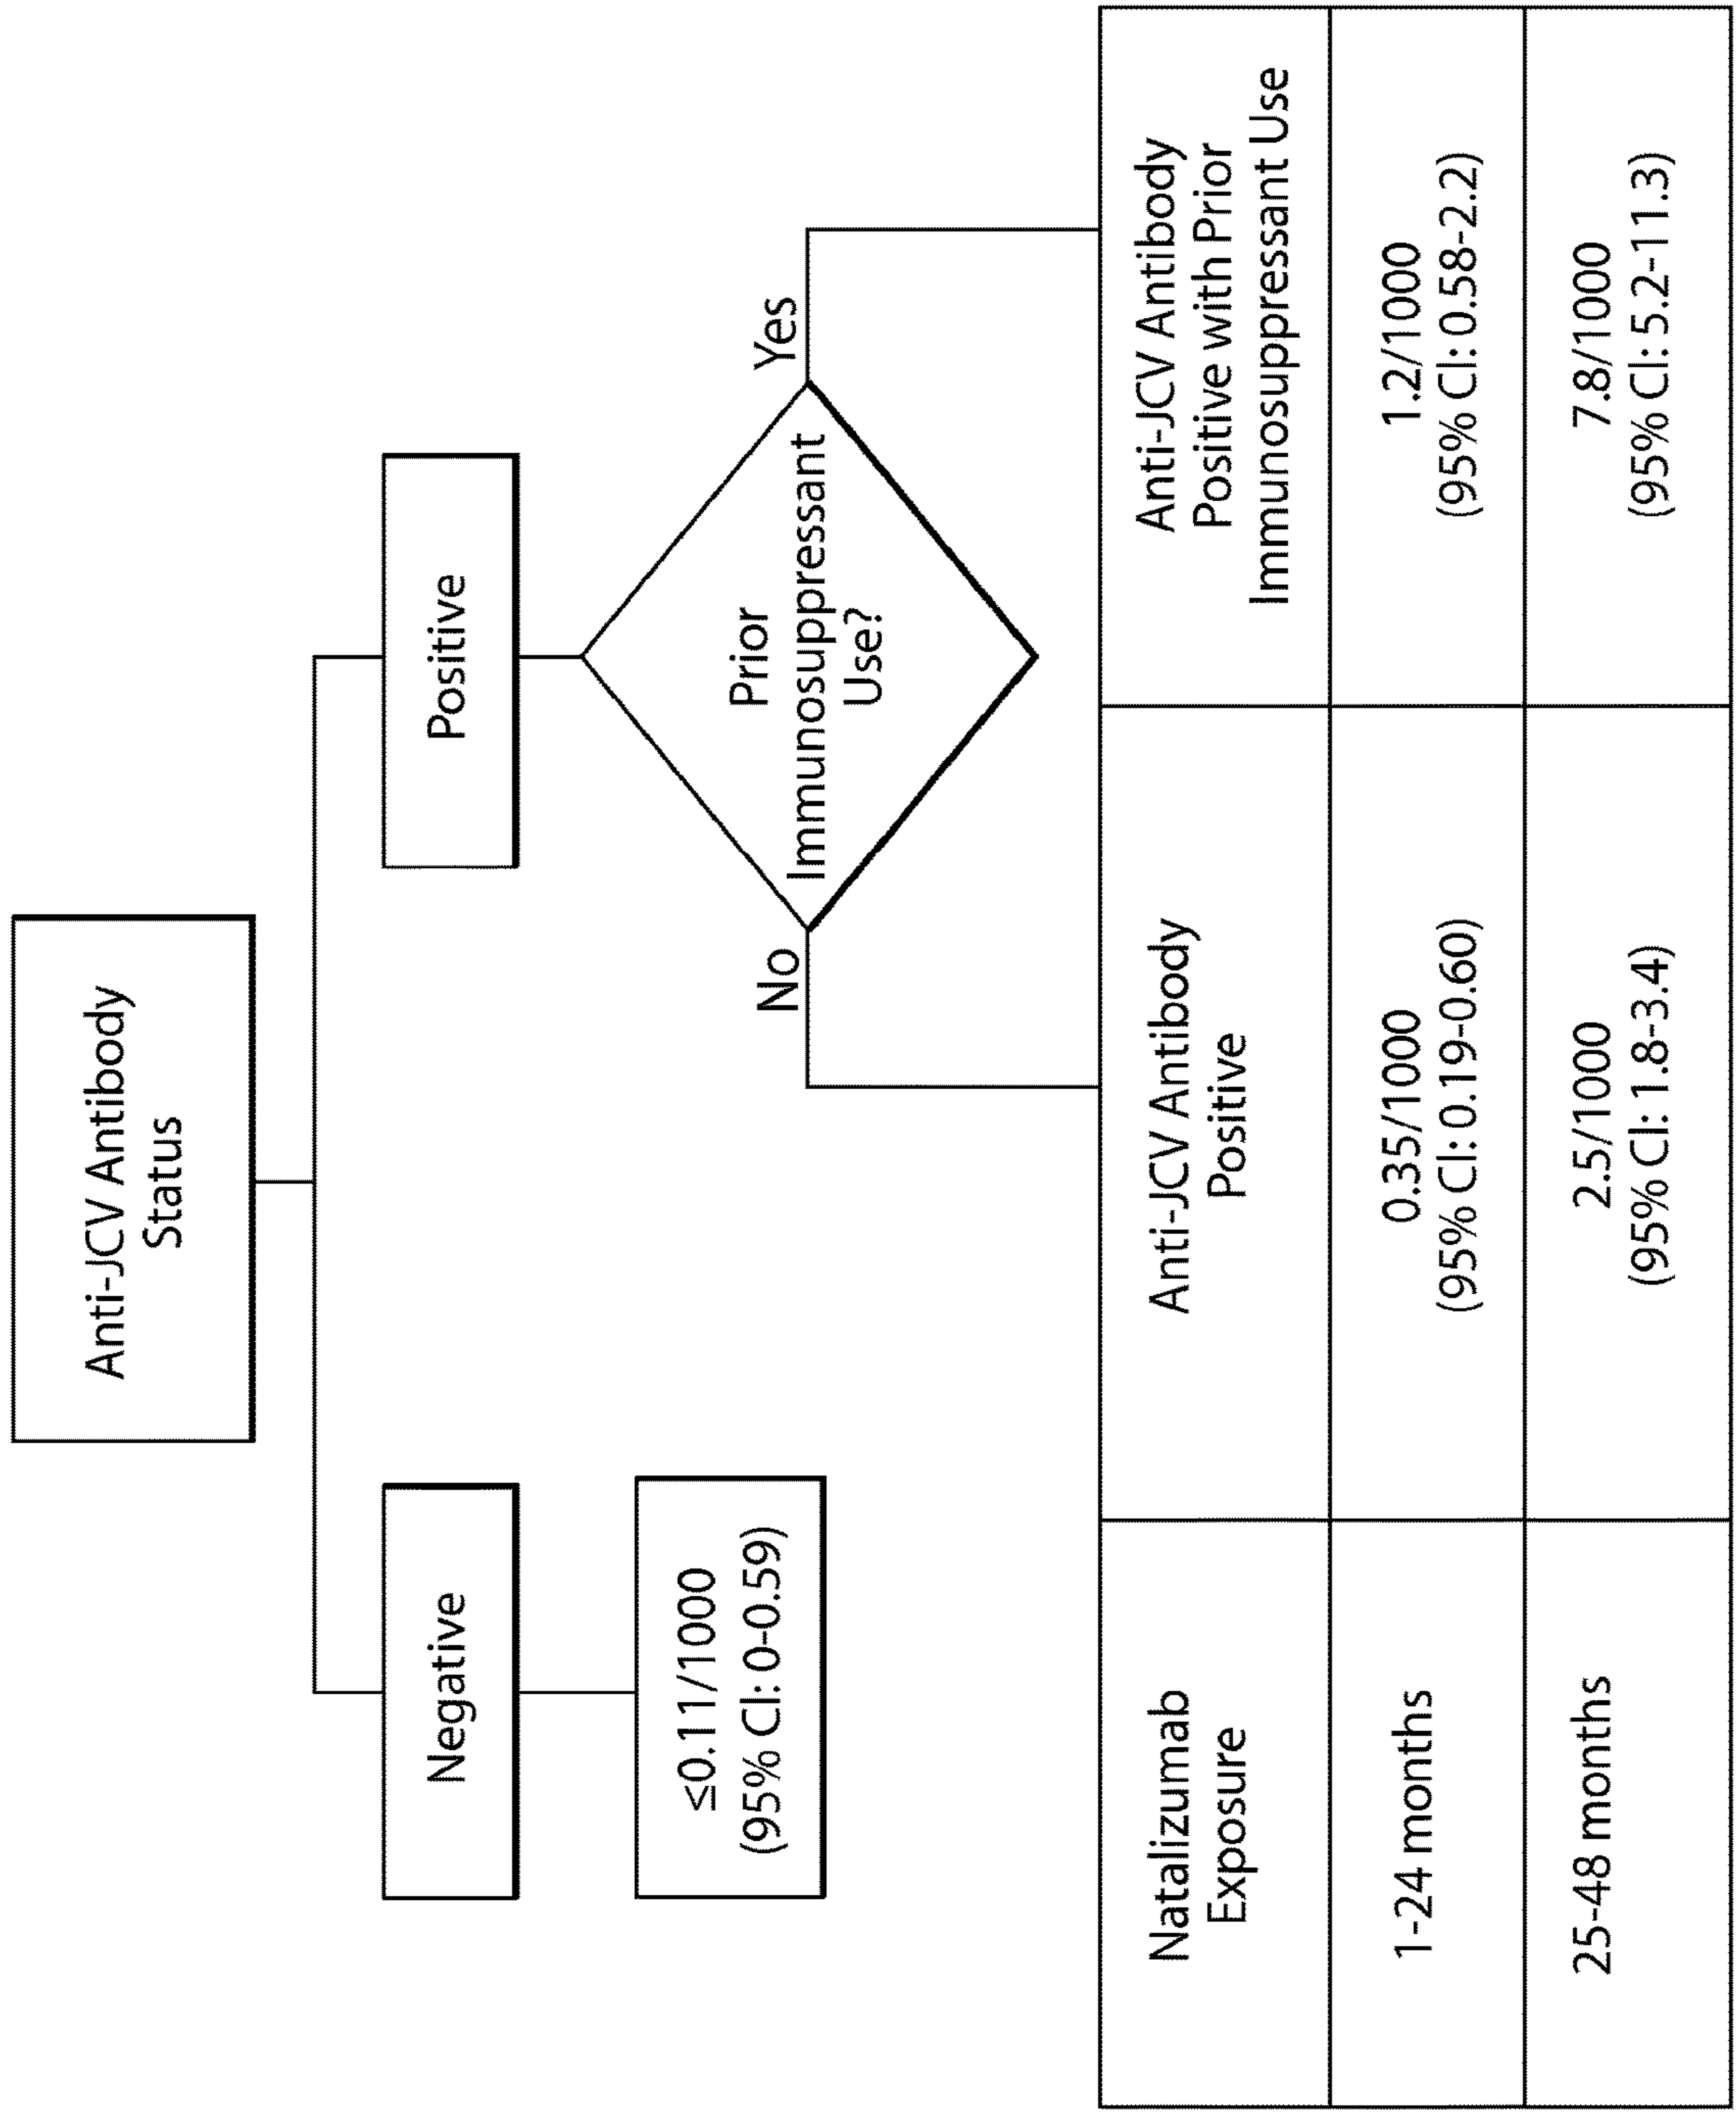 Anti-JCV Antibody
Status
Negative
Positive
≤0.11/1000
(95% CI: 0-0.59)
Prior
Immunosuppressant
Use?
No
Yes
Natalizumab
Exposure
Anti-JCV Antibody
Positive
Anti-JCV Antibody
Positive with Prior
Immunosuppressant Use
1-24 months
0.35/1000
(95% CI: 0.19-0.60)
1.2/1000
(95% CI: 0.58-2.2)
25-48 months
2.5/1000
(95% CI: 1.8-3.4)
7.8/1000
(95% CI: 5.2-11.3)